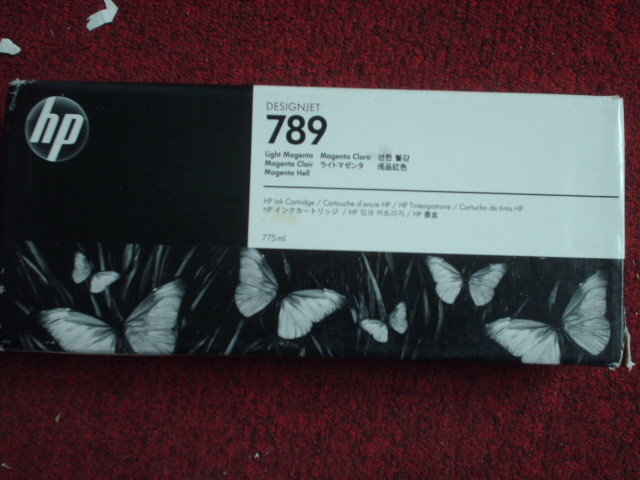 hp
DESIGNJET
789
Light Magenta Magenta Claro 연한 빨강
Magenta Clair ライトマゼンタ 浅品红色
Magenta Hell
HP Ink Cartridge / Cartouche d'encre HP / HP Tintenpatrone / Cartucho de tinta HP
HP インクカートリッジ / HP 잉크 카트리지 / HP 墨盒
775 ml